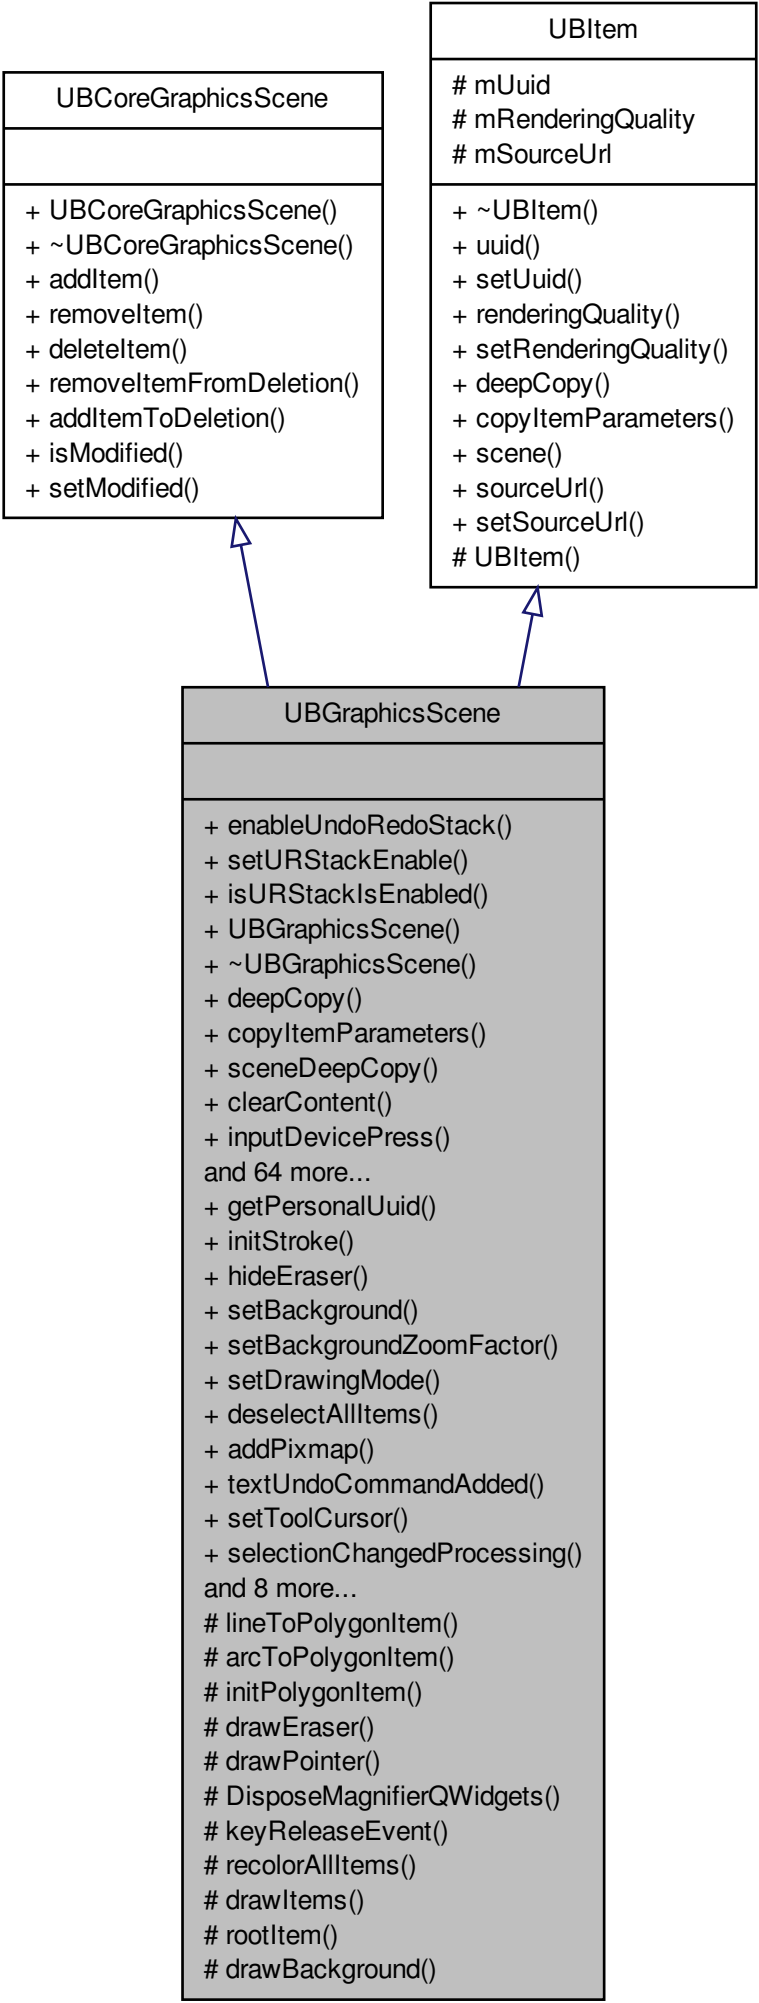 UBCoreGraphicsScene
+ UBCoreGraphicsScene()
+ ~UBCoreGraphicsScene()
+ addItem()
+ removeItem()
+ deleteItem()
+ removeItemFromDeletion()
+ addItemToDeletion()
+ isModified()
+ setModified()
UBItem
# mUuid
# mRenderingQuality
# mSourceUrl
+ ~UBItem()
+ uuid()
+ setUuid()
+ renderingQuality()
+ setRenderingQuality()
+ deepCopy()
+ copyItemParameters()
+ scene()
+ sourceUrl()
+ setSourceUrl()
# UBItem()
UBGraphicsScene
+ enableUndoRedoStack()
+ setURStackEnable()
+ isURStackIsEnabled()
+ UBGraphicsScene()
+ ~UBGraphicsScene()
+ deepCopy()
+ copyItemParameters()
+ sceneDeepCopy()
+ clearContent()
+ inputDevicePress()
and 64 more...
+ getPersonalUuid()
+ initStroke()
+ hideEraser()
+ setBackground()
+ setBackgroundZoomFactor()
+ setDrawingMode()
+ deselectAllItems()
+ addPixmap()
+ textUndoCommandAdded()
+ setToolCursor()
+ selectionChangedProcessing()
and 8 more...
# lineToPolygonItem()
# arcToPolygonItem()
# initPolygonItem()
# drawEraser()
# drawPointer()
# DisposeMagnifierQWidgets()
# keyReleaseEvent()
# recolorAllItems()
# drawItems()
# rootItem()
# drawBackground()